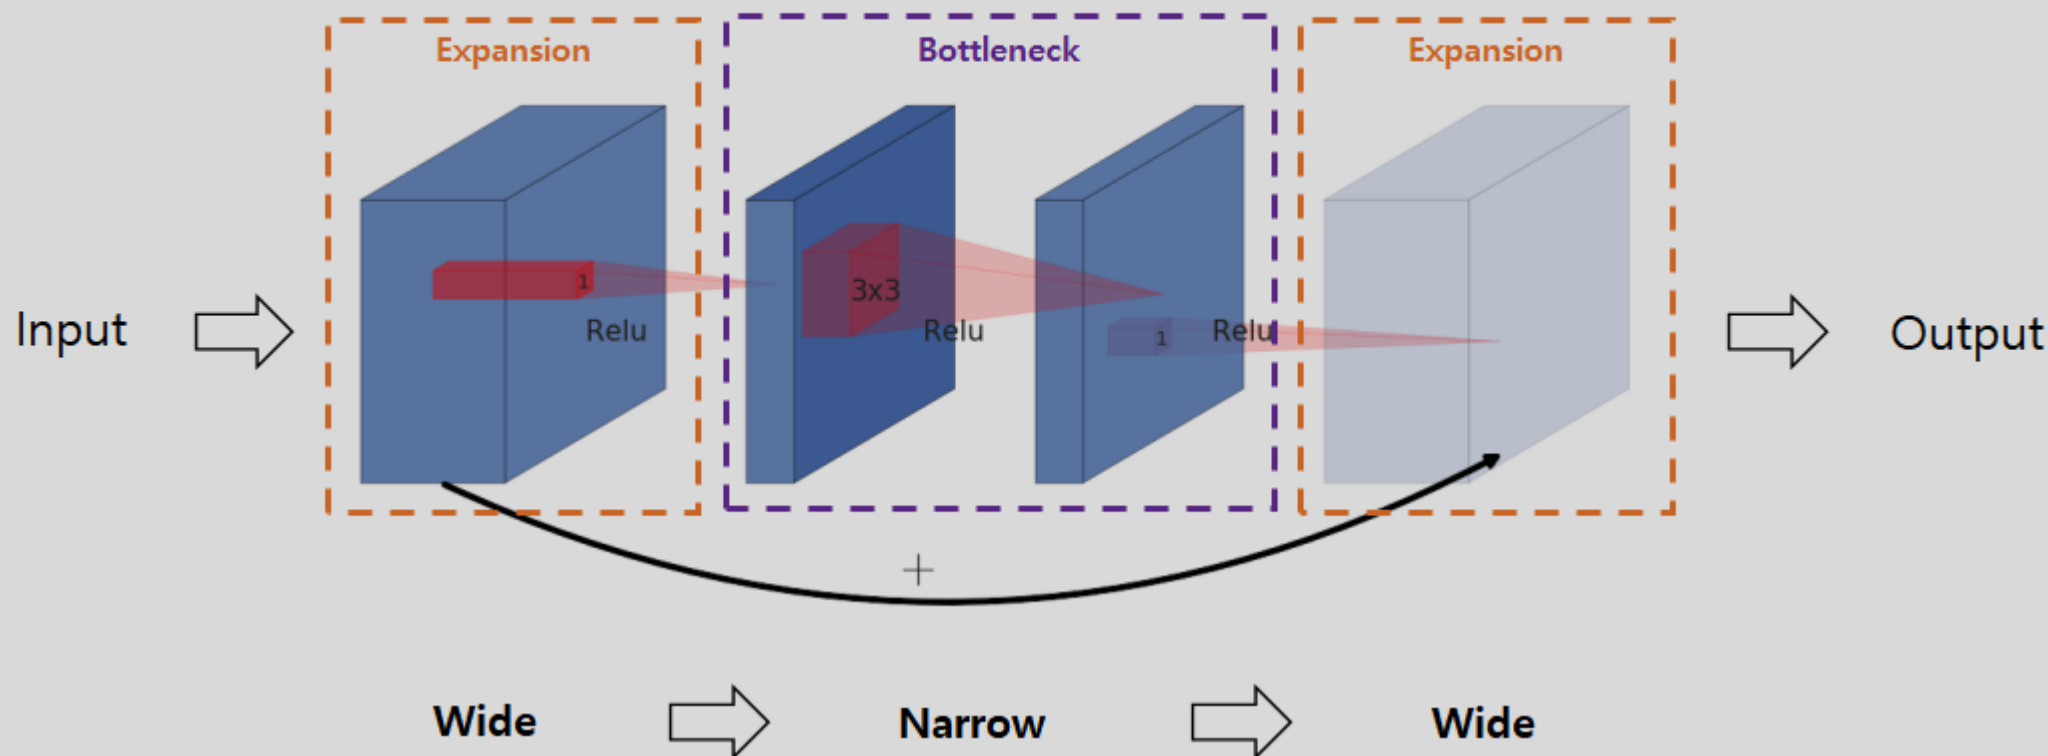 Expansion
Bottleneck
Expansion
Input
1
Relu
3x3
Relu
1
Relu
Output
+
Wide
Narrow
Wide